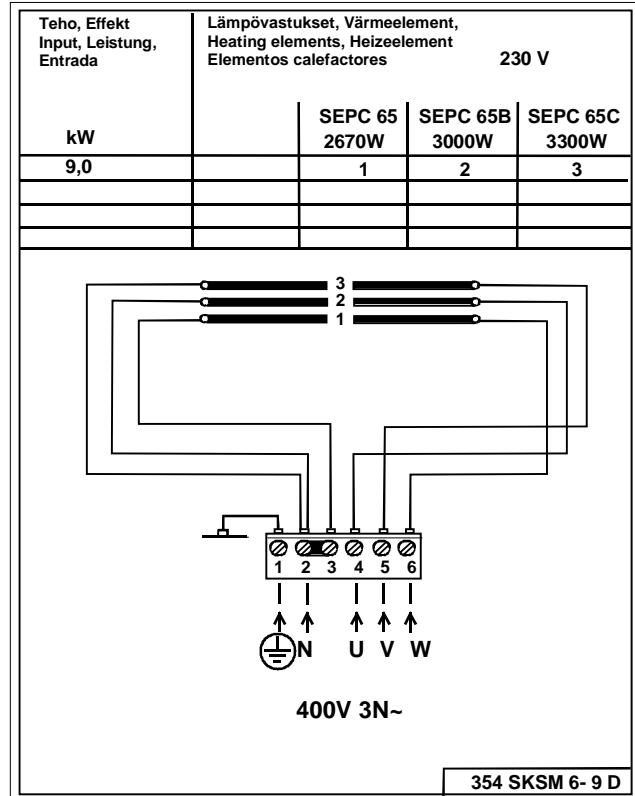 Teho, Effekt
Input, Leistung,
Entrada
Lämpövastukset, Värmeelement,
Heating elements, Heizeelement
Elementos calefactores 230 V
kW
SEPC 65 SEPC 65B SEPC 65C
2670W 3000W 3300W
9,0 1 2 3
3
2
1
1 2 3 4 5 6
N U V W
400V 3N~
354 SKSM 6- 9 D